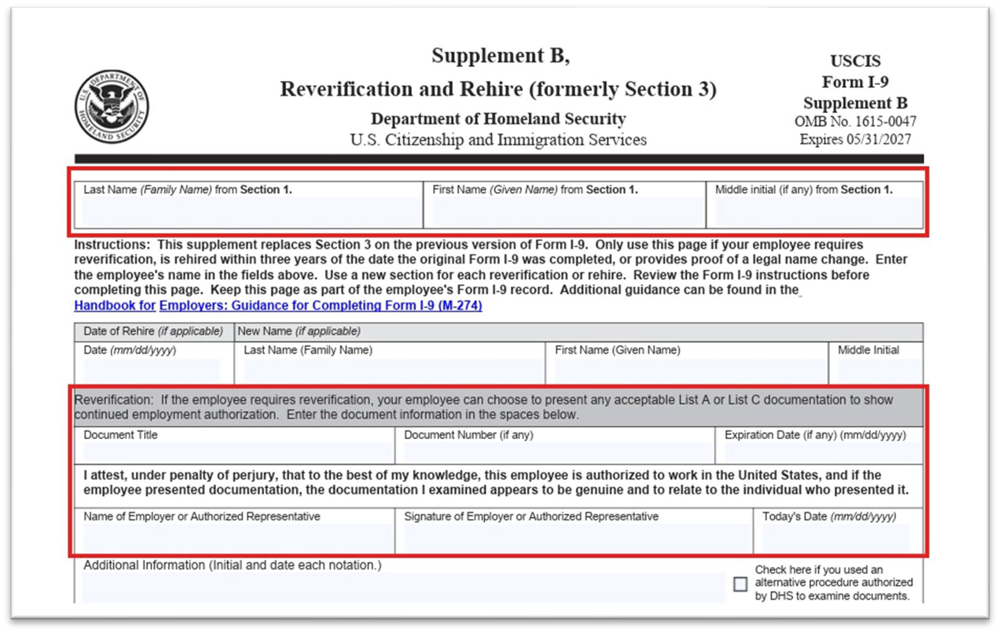 Supplement B,
Reverification and Rehire (formerly Section 3)
Department of Homeland Security
U.S. Citizenship and Immigration Services
USCIS
Form I-9
Supplement B
OMB No. 1615-0047
Expires 05/31/2027
U.S. DEPARTMENT OF HOMELAND SECURITY
Last Name (Family Name) from Section 1.
First Name (Given Name) from Section 1.
Middle initial (if any) from Section 1.
Instructions: This supplement replaces Section 3 on the previous version of Form I-9. Only use this page if your employee requires
reverification, is rehired within three years of the date the original Form I-9 was completed, or provides proof of a legal name change. Enter
the employee's name in the fields above. Use a new section for each reverification or rehire. Review the Form I-9 instructions before
completing this page. Keep this page as part of the employee's Form I-9 record. Additional guidance can be found in the
Handbook for Employers: Guidance for Completing Form I-9 (M-274)
Date of Rehire (if applicable)
New Name (if applicable)
Date (mm/dd/yyyy)
Last Name (Family Name)
First Name (Given Name)
Middle Initial
Reverification: If the employee requires reverification, your employee can choose to present any acceptable List A or List C documentation to show
continued employment authorization. Enter the document information in the spaces below.
Document Title
Document Number (if any)
Expiration Date (if any) (mm/dd/yyyy)
I attest, under penalty of perjury, that to the best of my knowledge, this employee is authorized to work in the United States, and if the
employee presented documentation, the documentation I examined appears to be genuine and to relate to the individual who presented it.
Name of Employer or Authorized Representative
Signature of Employer or Authorized Representative
Today's Date (mm/dd/yyyy)
Additional Information (Initial and date each notation.)
Check here if you used an
alternative procedure authorized
by DHS to examine documents.